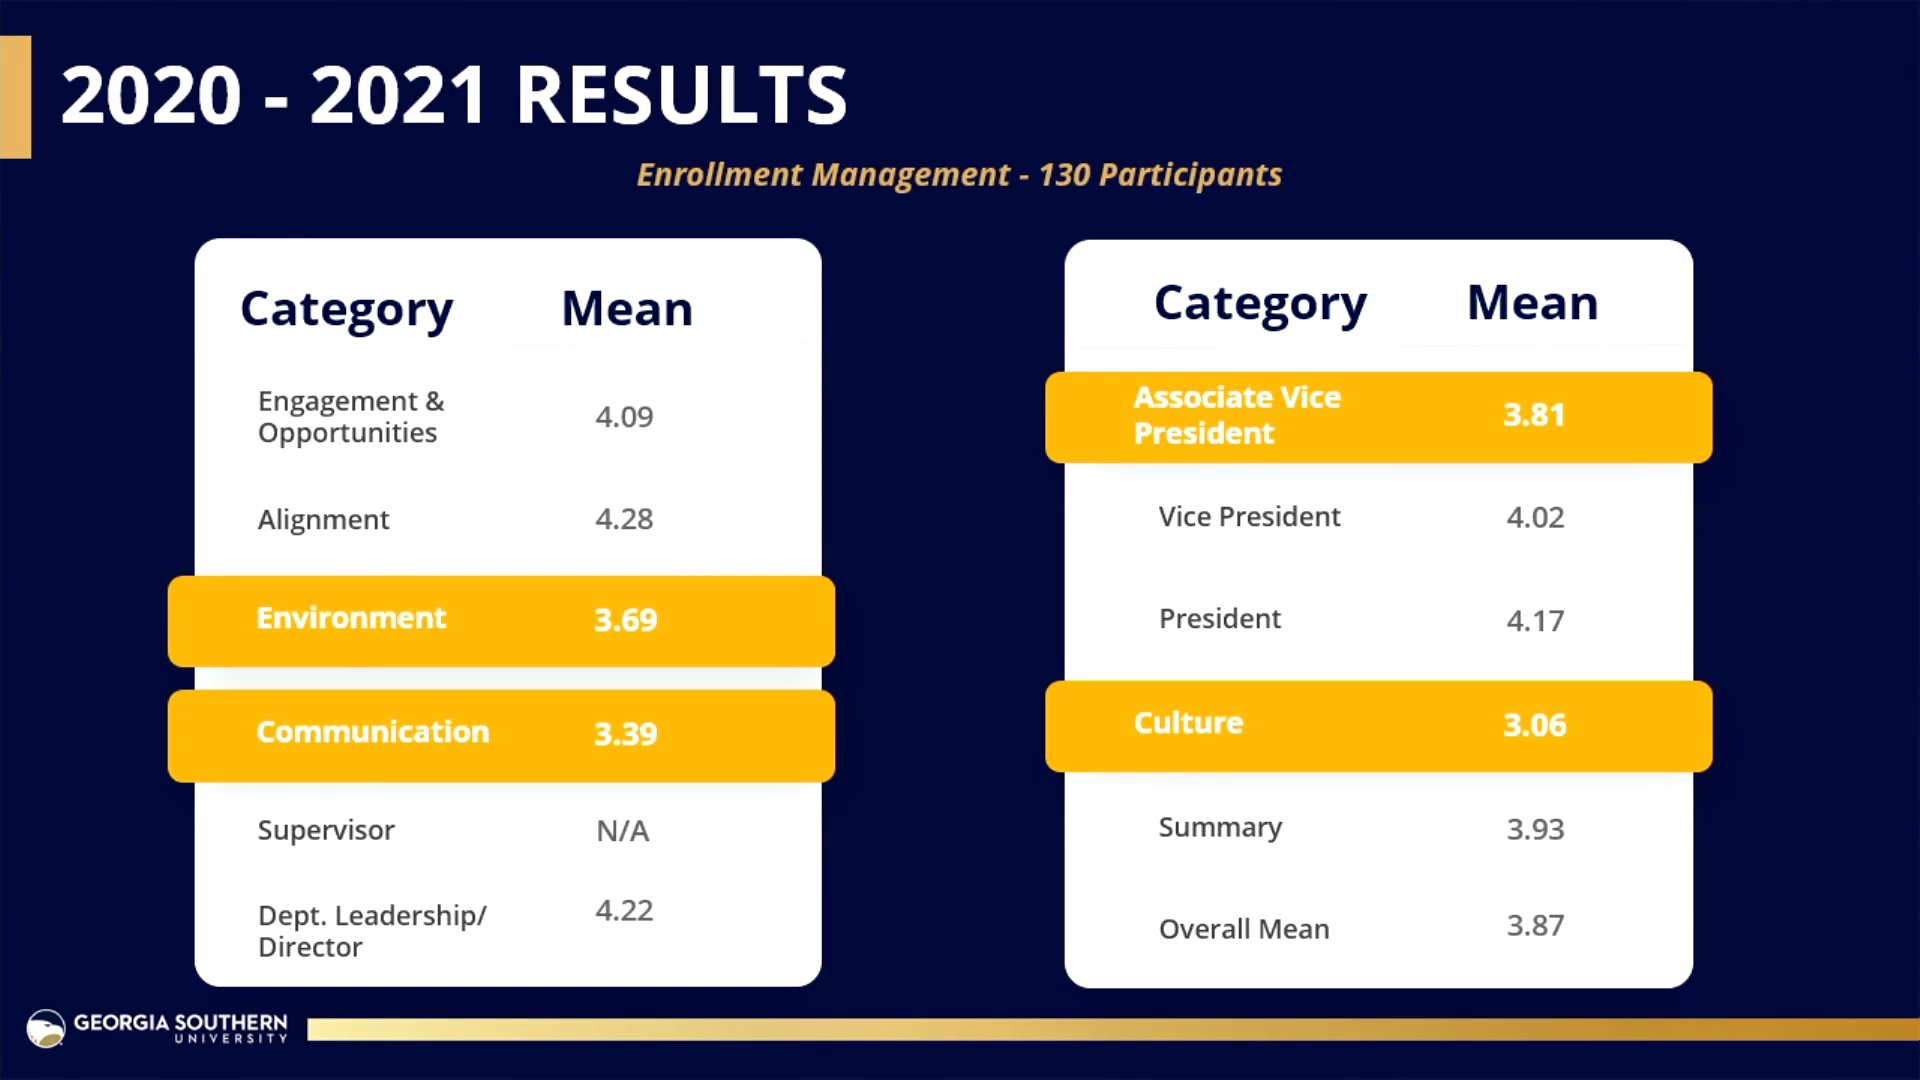 2020 - 2021 RESULTS
Enrollment Management - 130 Participants
Category Mean
Engagement &
Opportunities
4.09
Alignment 4.28
Environment 3.69
Communication 3.39
Supervisor N/A
Dept. Leadership/
Director
4.22
Category Mean
Associate Vice
President
3.81
Vice President 4.02
President 4.17
Culture 3.06
Summary 3.93
Overall Mean 3.87
GEORGIA SOUTHERN
UNIVERSITY